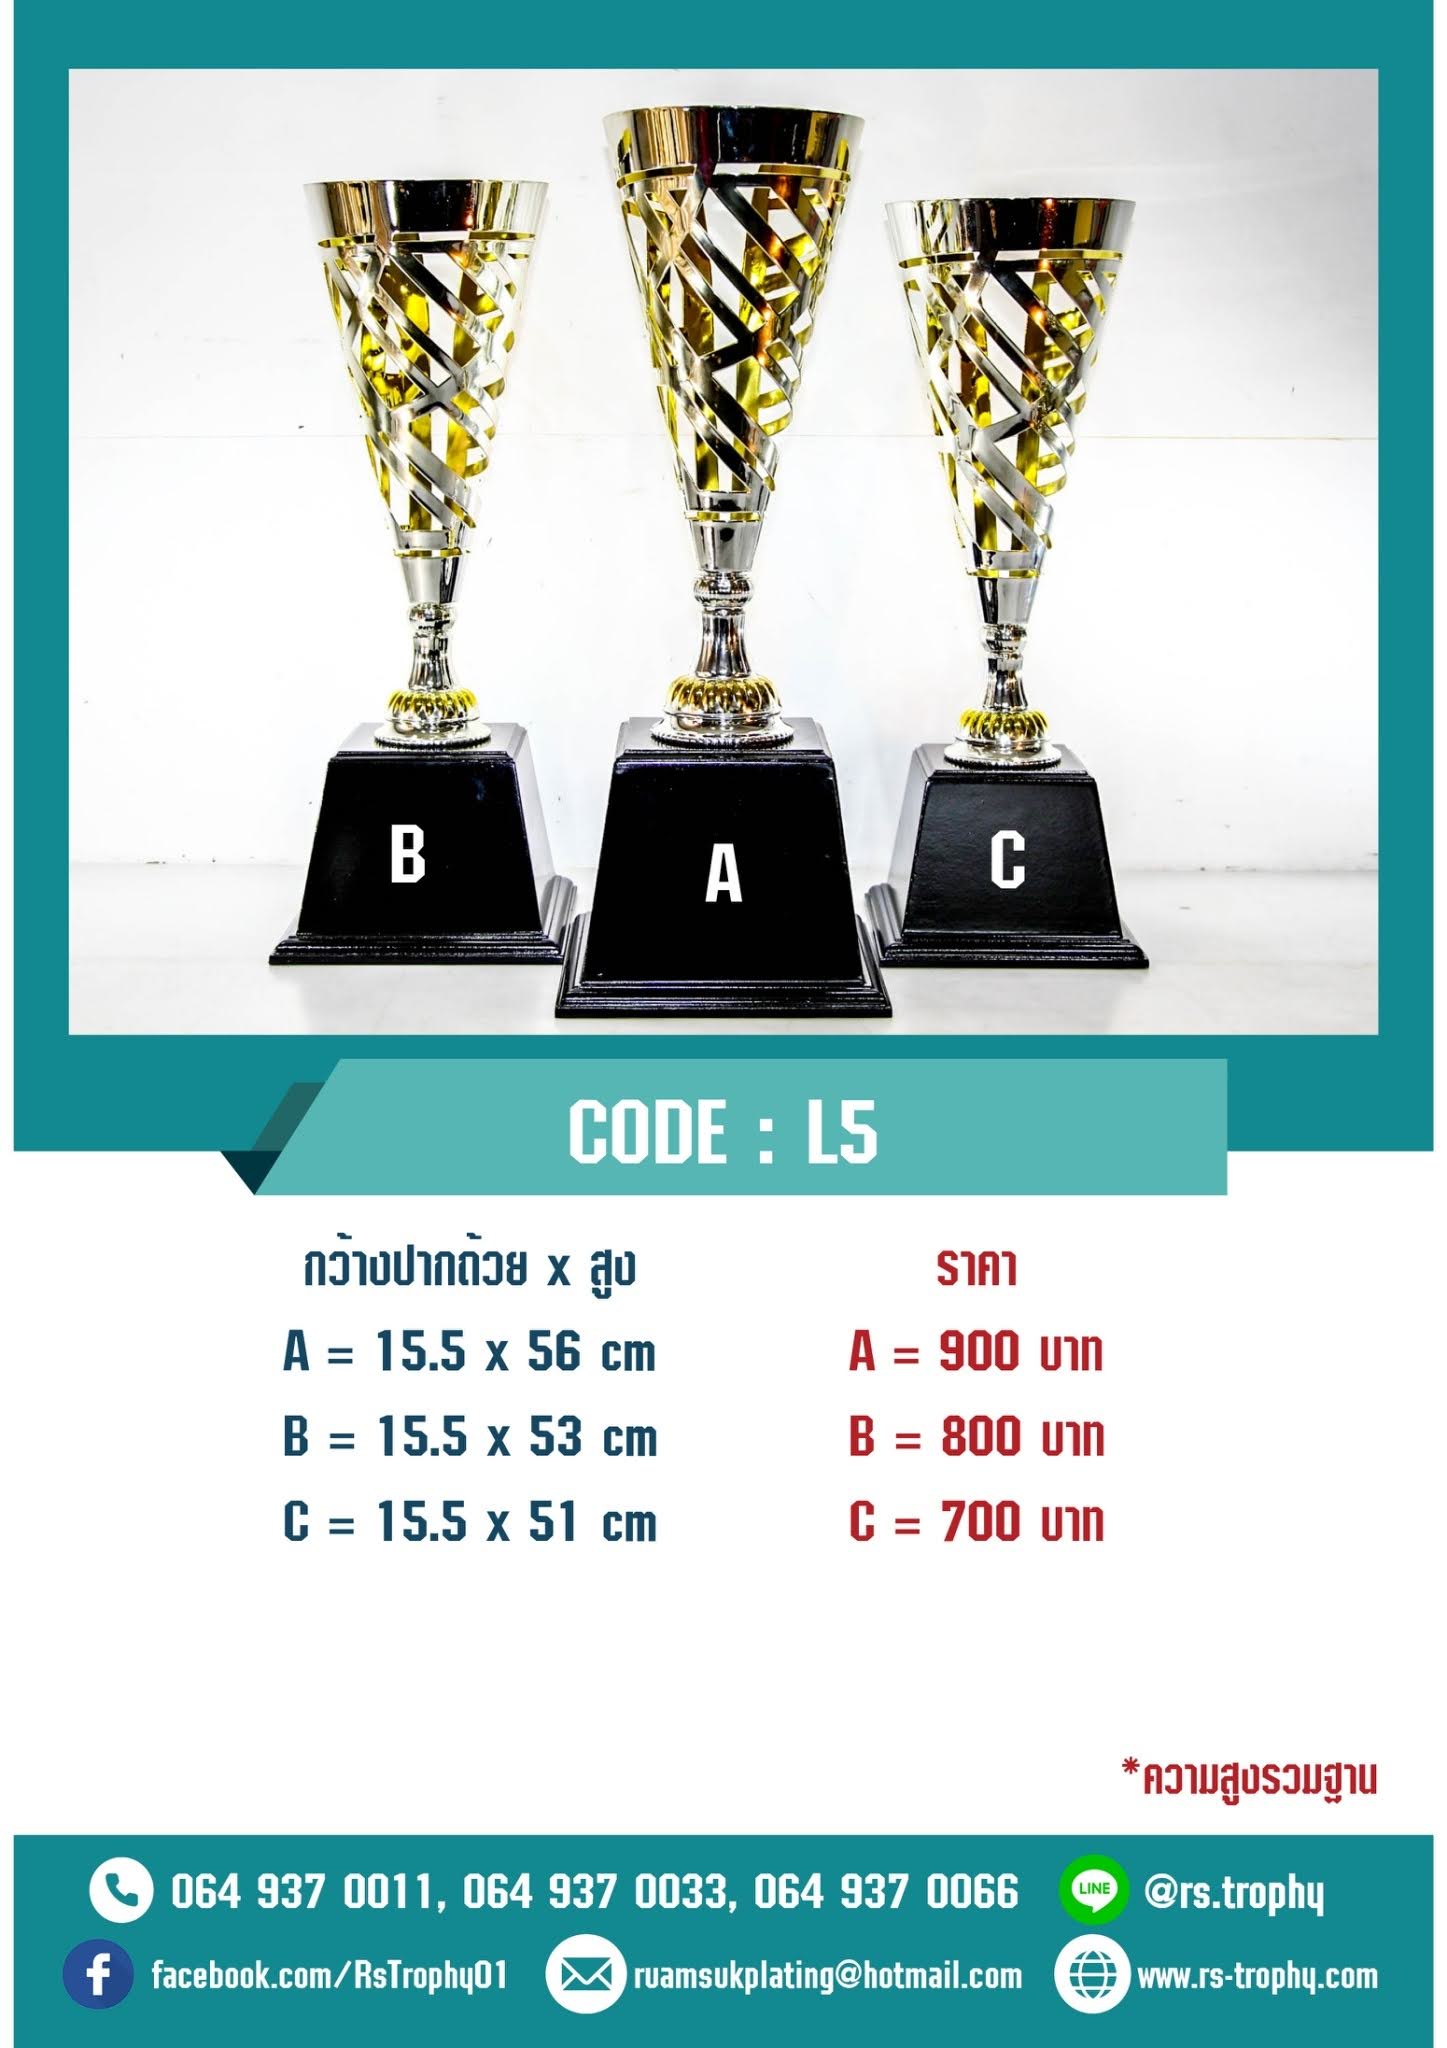 B
A
C
CODE : L5
กว้างปากถ้วย x สูง
ราคา
A = 15.5 x 56 cm
A = 900 บาท
B = 15.5 x 53 cm
B = 800 บาท
C = 15.5 x 51 cm
C = 700 บาท
*ความสูงรวมฐาน
064 937 0011, 064 937 0033, 064 937 0066
LINE
@rs.trophy
facebook.com/RsTrophy01
ruamsukplating@hotmail.com
www.rs-trophy.com